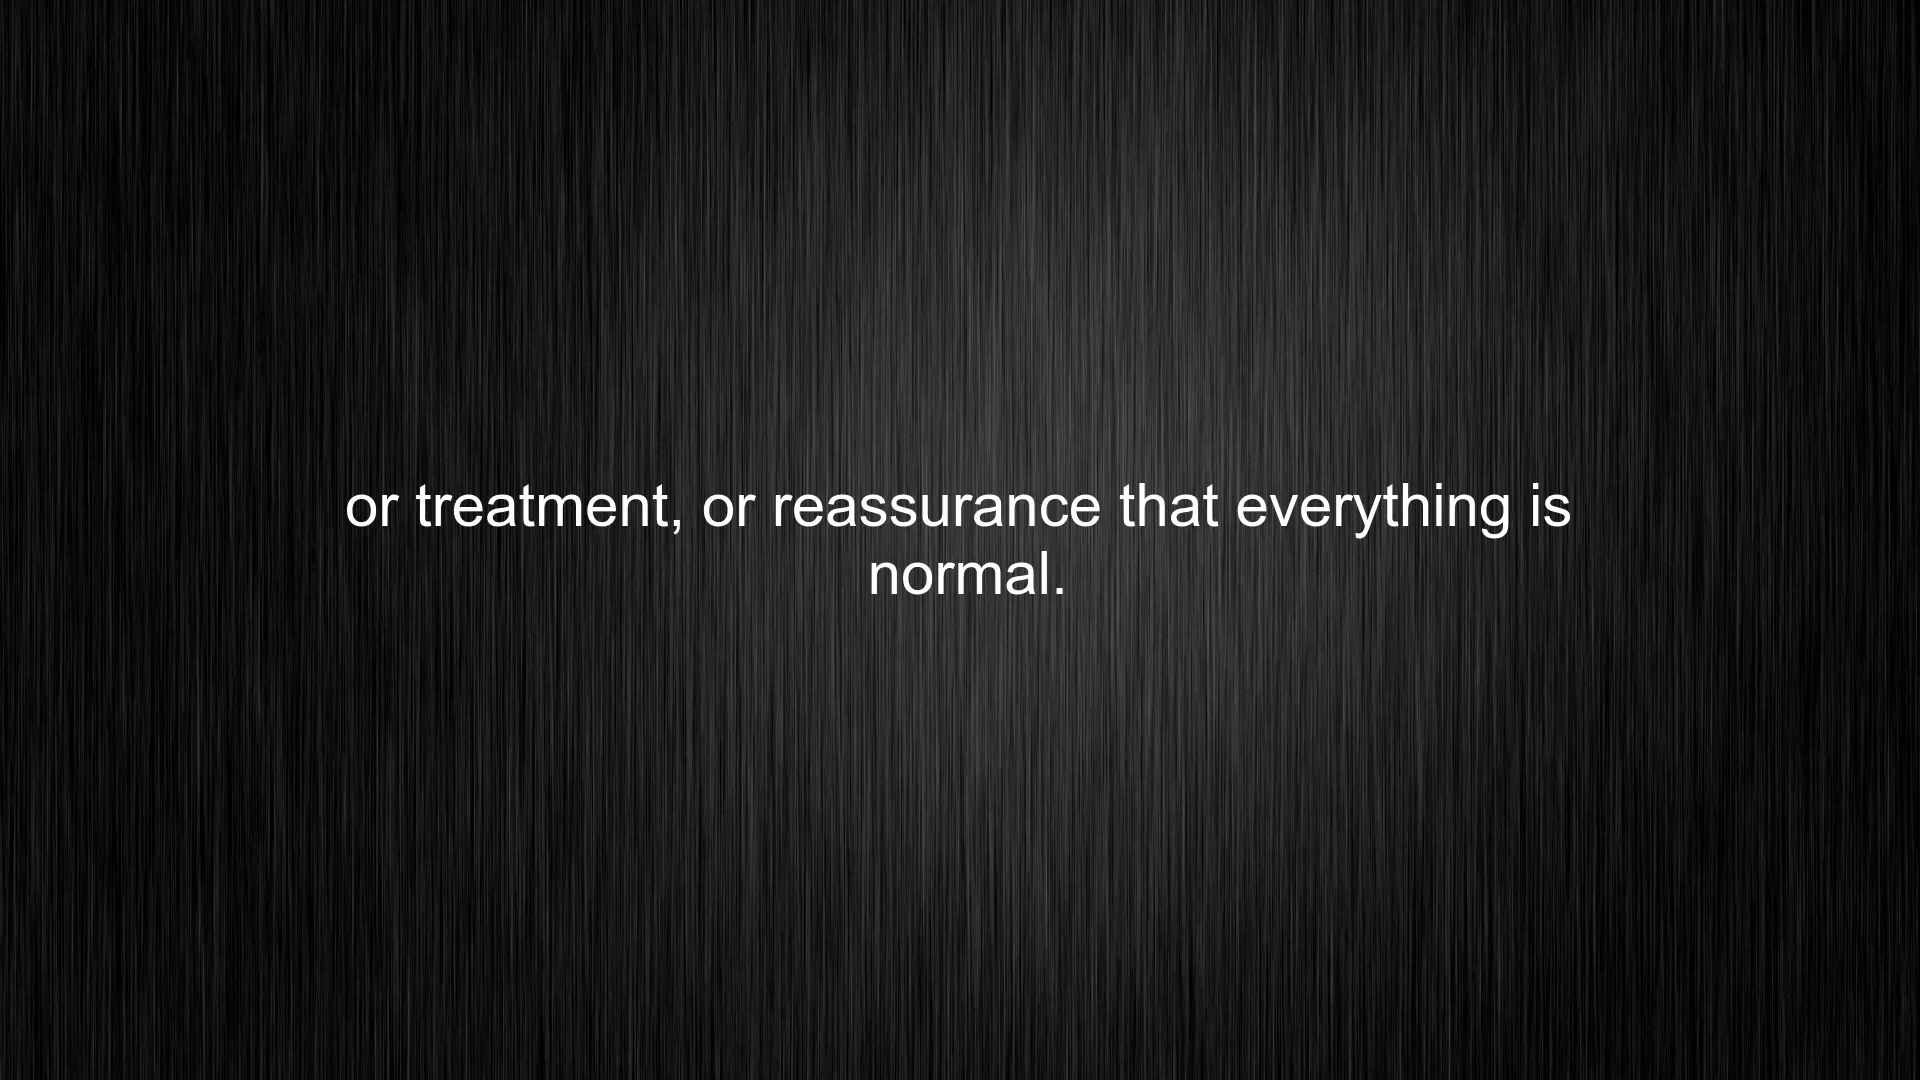 or treatment, or reassurance that everything is
normal.